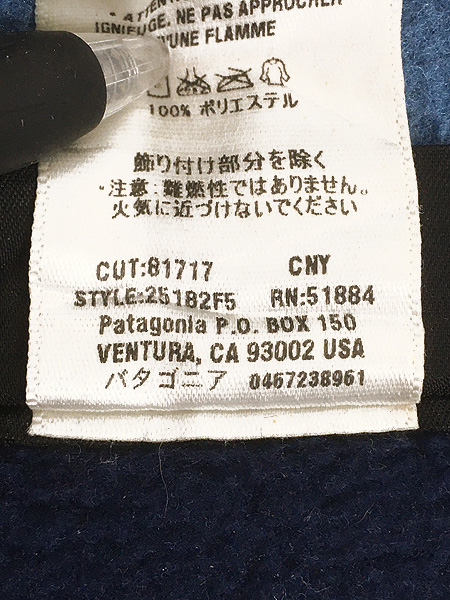 * ATTENTION
IGNIFUGE. NE PAS APPROCHER
D'UNE FLAMME
100% ポリエステル
飾り付け部分を除く
*注意: 難燃性ではありません。
火気に近づけないでください
CUT:81717 CNY
STYLE:25182F5 RN:51884
Patagonia P.O. BOX 150
VENTURA, CA 93002 USA
パタゴニア 0467238961